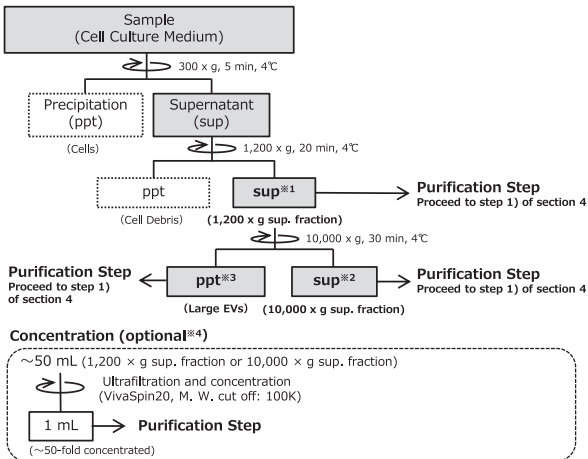 Sample
(Cell Culture Medium)
300 x g, 5 min, 4℃
Precipitation
(ppt)
Supernatant
(sup)
(Cells)
1,200 x g, 20 min, 4℃
ppt
sup※1
Purification Step
Proceed to step 1) of section 4
(Cell Debris)
(1,200 x g sup. fraction)
10,000 x g, 30 min, 4℃
Purification Step
Proceed to step 1)
of section 4
ppt※3
sup※2
Purification Step
Proceed to step 1) of section 4
(Large EVs)
(10,000 x g sup. fraction)
Concentration (optional※4)
~50 mL (1,200 × g sup. fraction or 10,000 × g sup. fraction)
Ultrafiltration and concentration
(VivaSpin20, M. W. cut off: 100K)
1 mL
Purification Step
(~50-fold concentrated)